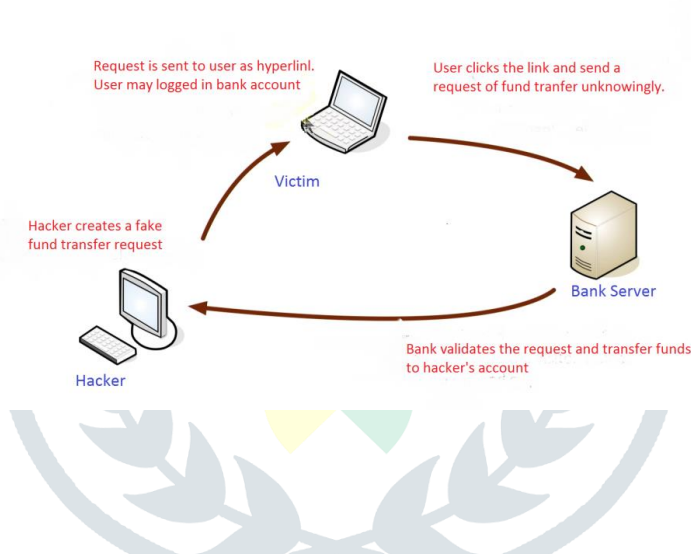 Request is sent to user as hyperlinl.
User may logged in bank account
User clicks the link and send a
request of fund tranfer unknowingly.
Victim
Hacker creates a fake
fund transfer request
Bank Server
Bank validates the request and transfer funds
to hacker's account
Hacker